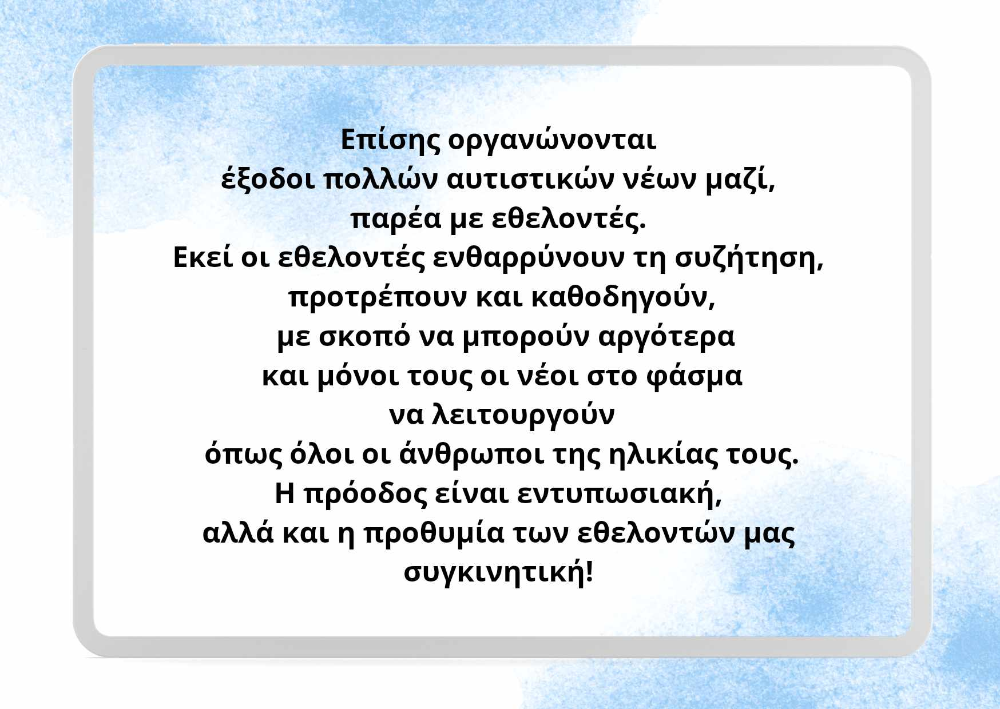 Επίσης οργανώνονται
έξοδοι πολλών αυτιστικών νέων μαζί,
παρέα με εθελοντές.
Εκεί οι εθελοντές ενθαρρύνουν τη συζήτηση,
προτρέπουν και καθοδηγούν,
με σκοπό να μπορούν αργότερα
και μόνοι τους οι νέοι στο φάσμα
να λειτουργούν
όπως όλοι οι άνθρωποι της ηλικίας τους.
Η πρόοδος είναι εντυπωσιακή,
αλλά και η προθυμία των εθελοντών μας
συγκινητική!